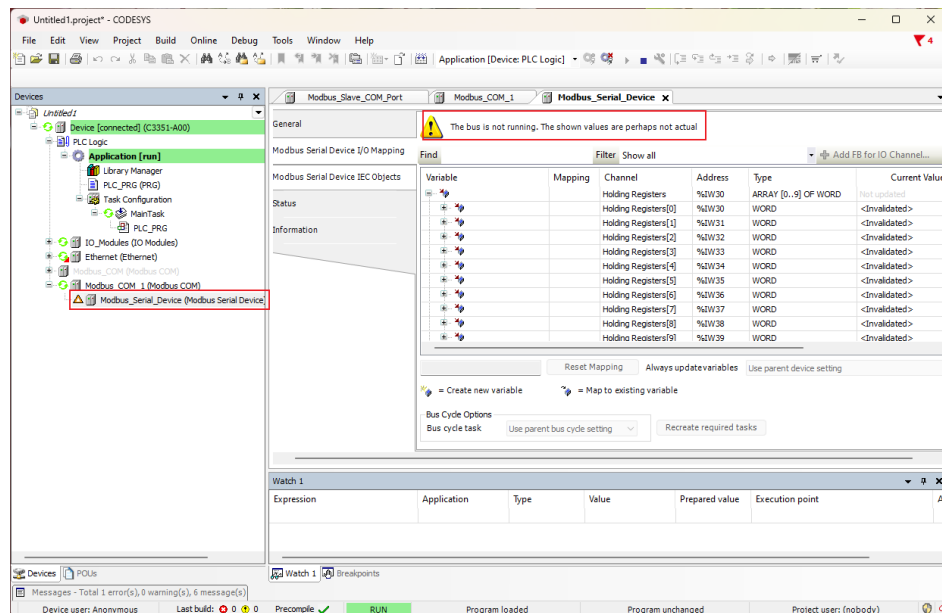 Untitled1.project* - CODESYS
File Edit View Project Build Online Debug Tools Window Help
4
Application [Device: PLC Logic]
Devices
Untitled1
Device [connected] (C3351-A00)
PLC Logic
Application [run]
Library Manager
PLC_PRG (PRG)
Task Configuration
MainTask
PLC_PRG
IO_Modules (IO Modules)
Ethernet (Ethernet)
Modbus_COM (Modbus COM)
Modbus_COM_1 (Modbus COM)
Modbus_Serial_Device (Modbus Serial Device)
Modbus_Slave_COM_Port Modbus_COM_1 Modbus_Serial_Device
General
Modbus Serial Device I/O Mapping
Modbus Serial Device IEC Objects
Status
Information
The bus is not running. The shown values are perhaps not actual
Find Filter Show all Add FB for IO Channel...
Variable Mapping Channel Address Type Current Value
Holding Registers %IW30 ARRAY [0..9] OF WORD Not updated
Holding Registers[0] %IW30 WORD <Invalidated>
Holding Registers[1] %IW31 WORD <Invalidated>
Holding Registers[2] %IW32 WORD <Invalidated>
Holding Registers[3] %IW33 WORD <Invalidated>
Holding Registers[4] %IW34 WORD <Invalidated>
Holding Registers[5] %IW35 WORD <Invalidated>
Holding Registers[6] %IW36 WORD <Invalidated>
Holding Registers[7] %IW37 WORD <Invalidated>
Holding Registers[8] %IW38 WORD <Invalidated>
Holding Registers[9] %IW39 WORD <Invalidated>
Reset Mapping Always update variables Use parent device setting
= Create new variable = Map to existing variable
Bus Cycle Options
Bus cycle task Use parent bus cycle setting Recreate required tasks
Watch 1
Expression Application Type Value Prepared value Execution point A
Devices POUs
Watch 1 Breakpoints
Messages - Total 1 error(s), 0 warning(s), 6 message(s)
Device user: Anonymous Last build: 0 0 Precompile RUN Program loaded Program unchanged Project user: (nobody)